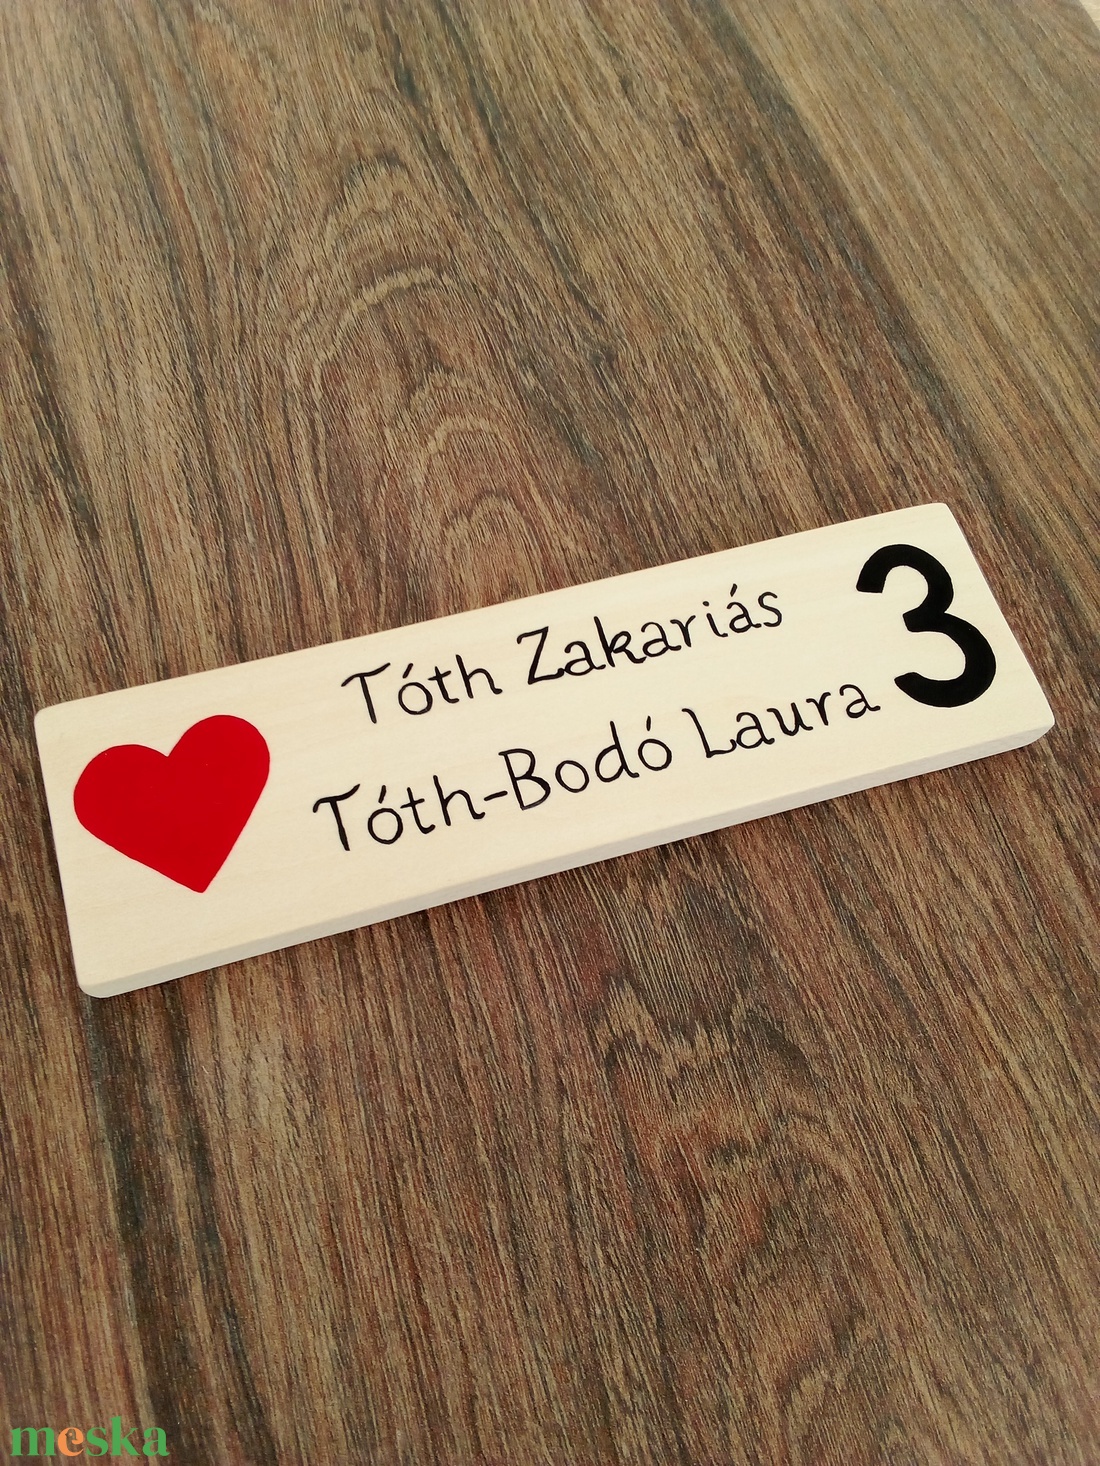 Tóth Zakariás
Tóth-Bodó Laura
3
meska